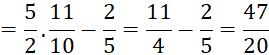 = 5/2 . 11/10 − 2/5 = 11/4 − 2/5 = 47/20